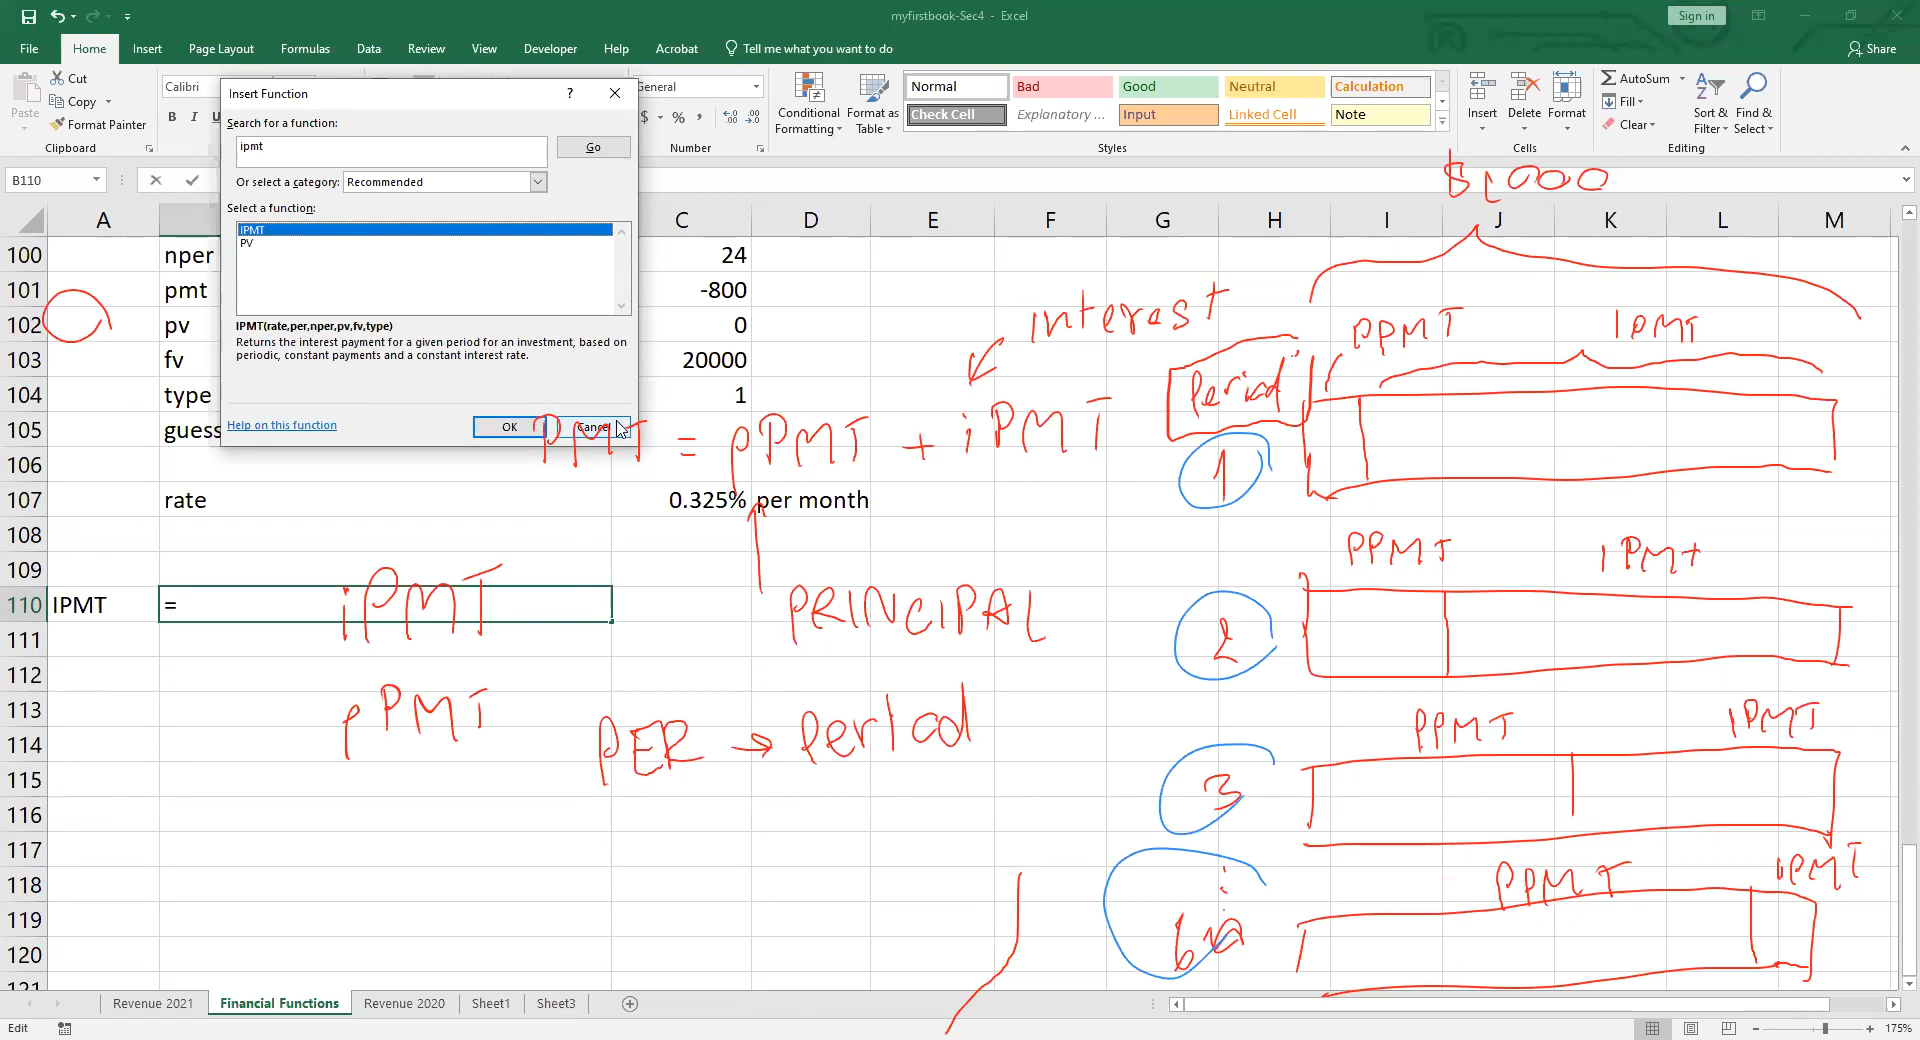 myfirstbook-Sec4 - Excel
Sign in
File Home Insert Page Layout Formulas Data Review View Developer Help Acrobat Tell me what you want to do
Share
Paste
Cut
Copy
Format Painter
Clipboard
Calibri
B I U
General
$ % ,
Number
Conditional Formatting
Format as Table
Normal Bad Good Neutral Calculation
Check Cell Explanatory ... Input Linked Cell Note
Styles
Insert Delete Format
Cells
AutoSum
Fill
Clear
Sort & Filter
Find & Select
Editing
B110
Insert Function
?
Search for a function:
ipmt
Go
Or select a category: Recommended
Select a function:
IPMT
PV
IPMT(rate,per,nper,pv,fv,type)
Returns the interest payment for a given period for an investment, based on
periodic, constant payments and a constant interest rate.
Help on this function
OK
Cancel
$1,000
A C D E F G H I J K L M
100 nper 24
101 pmt -800
102 pv 0
103 fv 20000
104 type 1
105 guess
106
107 rate 0.325% per month
108
109
110 IPMT =
111
112
113
114
115
116
117
118
119
120
121
interest
PMT = pPMT + iPMT
PRINCIPAL
iPMT
pPMT
PER → Period
Period
PPMT IPMT
1
PPMT IPMT
2
PPMT IPMT
3
PPMT IPMT
Revenue 2021 Financial Functions Revenue 2020 Sheet1 Sheet3
Edit
175%